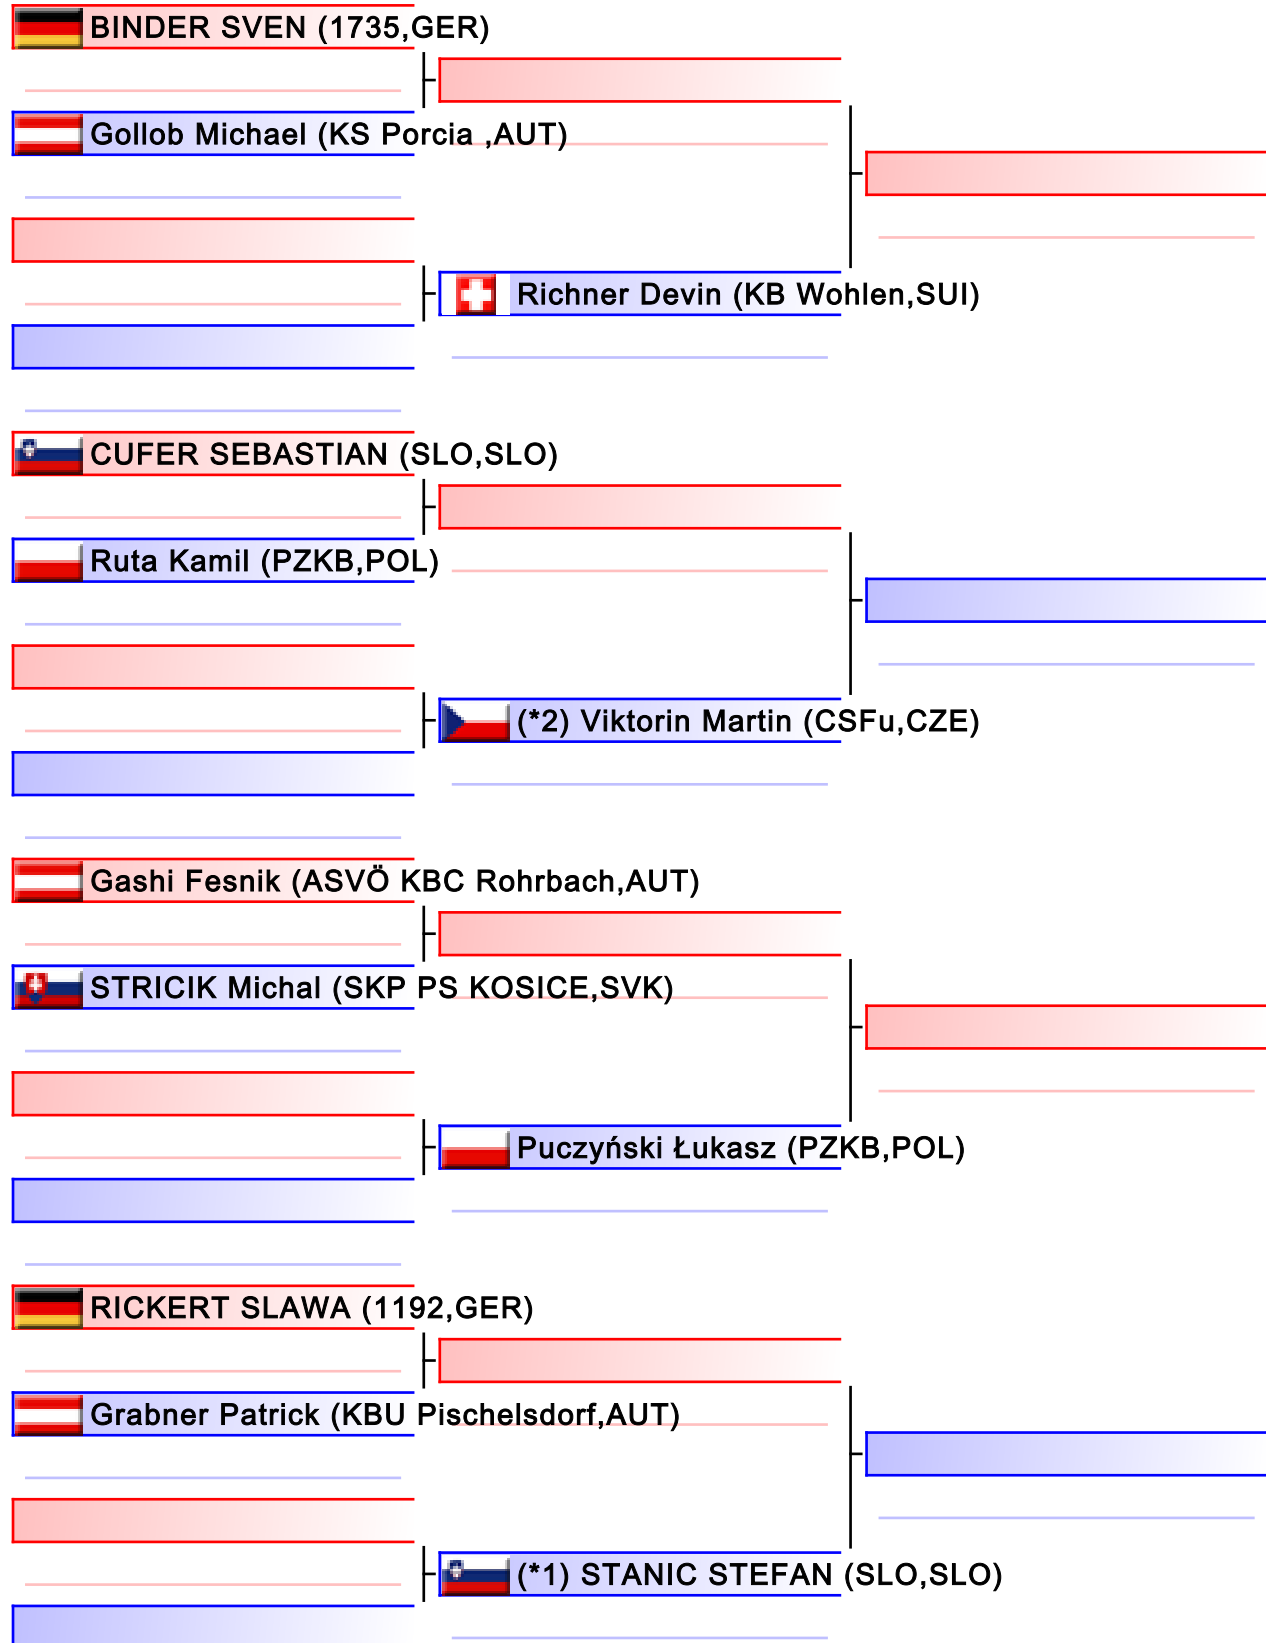 BINDER SVEN (1735,GER)
Gollob Michael (KS Porcia ,AUT)
Richner Devin (KB Wohlen,SUI)
CUFER SEBASTIAN (SLO,SLO)
Ruta Kamil (PZKB,POL)
(*2) Viktorin Martin (CSFu,CZE)
Gashi Fesnik (ASVÖ KBC Rohrbach,AUT)
STRICIK Michal (SKP PS KOSICE,SVK)
Puczyński Łukasz (PZKB,POL)
RICKERT SLAWA (1192,GER)
Grabner Patrick (KBU Pischelsdorf,AUT)
(*1) STANIC STEFAN (SLO,SLO)